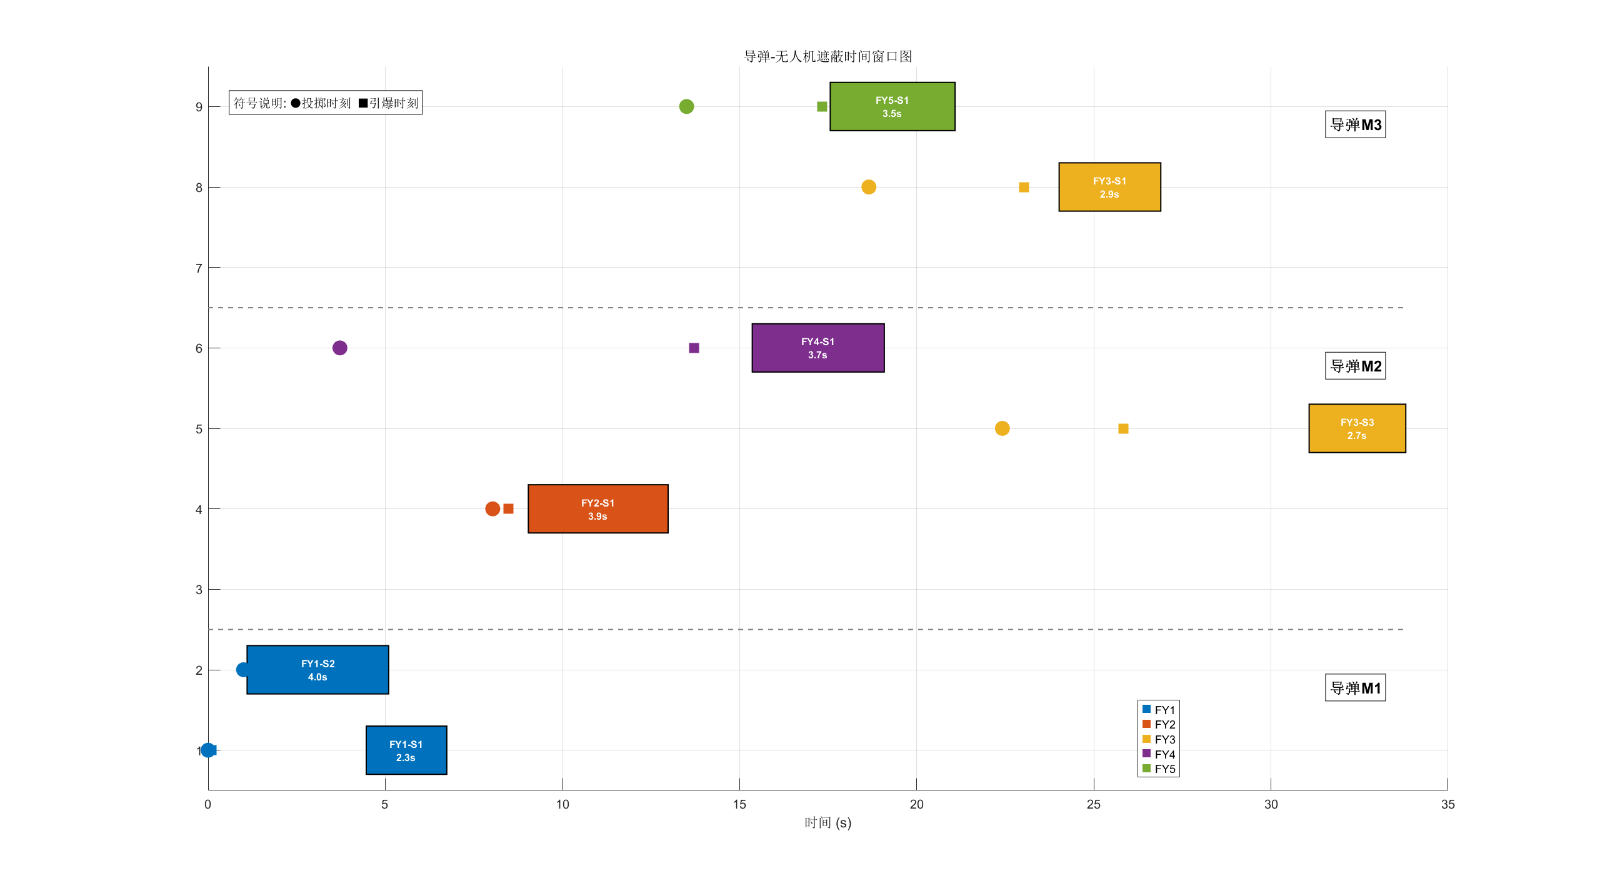 导弹-无人机遮蔽时间窗口图
符号说明: ●投掷时刻 ■引爆时刻
9
FY5-S1
3.5s
导弹M3
8
FY3-S1
2.9s
7
6
FY4-S1
3.7s
导弹M2
5
FY3-S3
2.7s
4
FY2-S1
3.9s
3
2
FY1-S2
4.0s
导弹M1
1
FY1-S1
2.3s
FY1
FY2
FY3
FY4
FY5
0 5 10 15 20 25 30 35
时间 (s)